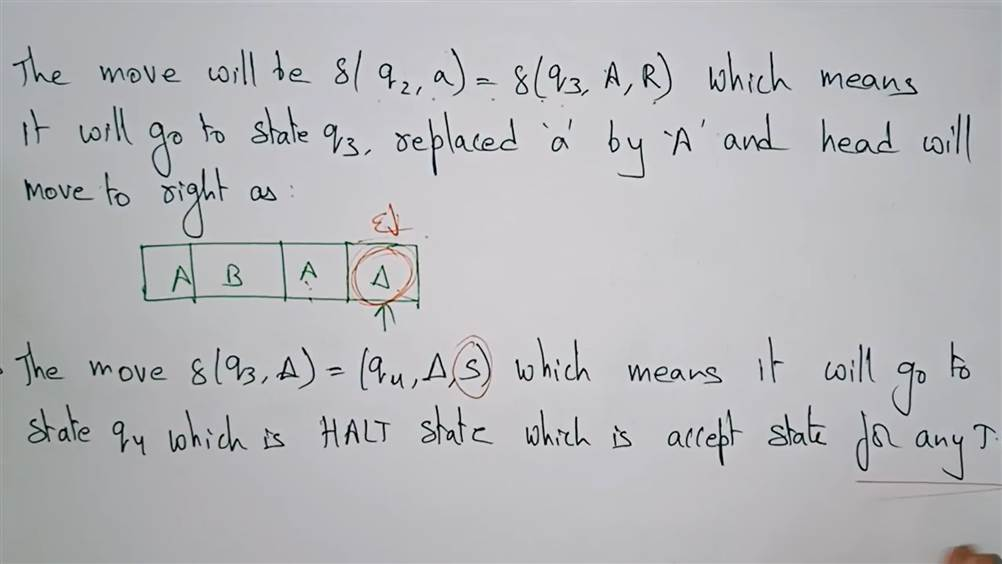 The move will be δ(q₂, a) = δ(q₃, A, R) which means
it will go to state q₃, replaced 'a' by 'A' and head will
move to right as:
A B A Δ
The move δ(q₃, Δ) = (q₄, Δ, S) which means it will go to
state q₄ which is HALT state which is accept state for any T.